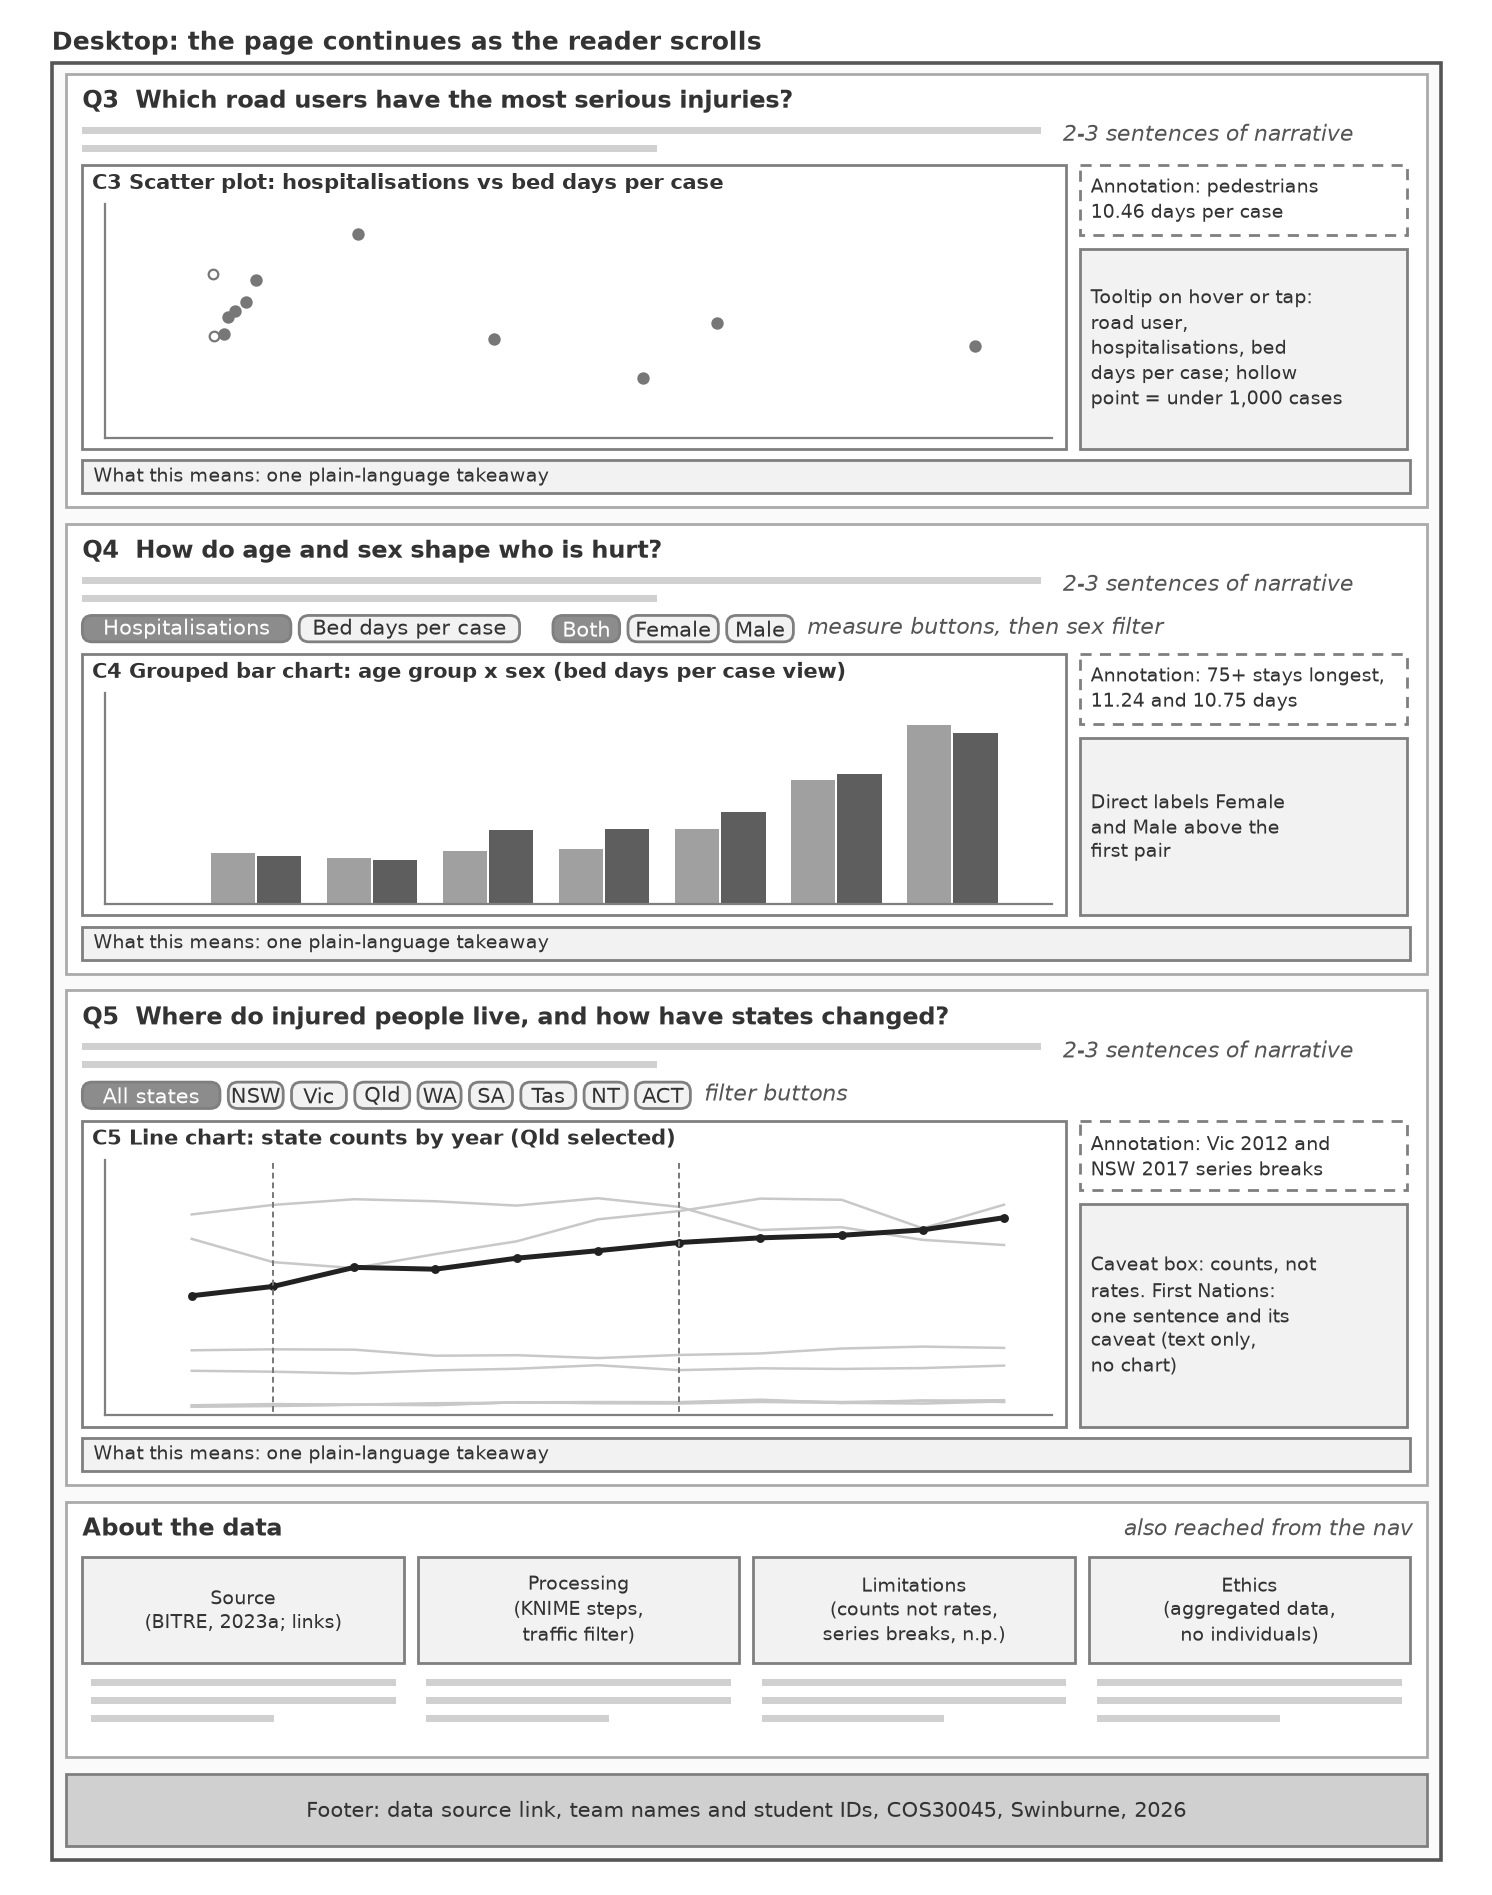 Desktop: the page continues as the reader scrolls
Q3 Which road users have the most serious injuries?
2-3 sentences of narrative
C3 Scatter plot: hospitalisations vs bed days per case
Annotation: pedestrians
10.46 days per case
Tooltip on hover or tap:
road user,
hospitalisations, bed
days per case; hollow
point = under 1,000 cases
What this means: one plain-language takeaway
Q4 How do age and sex shape who is hurt?
2-3 sentences of narrative
Hospitalisations Bed days per case Both Female Male measure buttons, then sex filter
C4 Grouped bar chart: age group x sex (bed days per case view)
Annotation: 75+ stays longest,
11.24 and 10.75 days
Direct labels Female
and Male above the
first pair
What this means: one plain-language takeaway
Q5 Where do injured people live, and how have states changed?
2-3 sentences of narrative
All states NSW Vic Qld WA SA Tas NT ACT filter buttons
C5 Line chart: state counts by year (Qld selected)
Annotation: Vic 2012 and
NSW 2017 series breaks
Caveat box: counts, not
rates. First Nations:
one sentence and its
caveat (text only,
no chart)
What this means: one plain-language takeaway
About the data
also reached from the nav
Source
(BITRE, 2023a; links)
Processing
(KNIME steps,
traffic filter)
Limitations
(counts not rates,
series breaks, n.p.)
Ethics
(aggregated data,
no individuals)
Footer: data source link, team names and student IDs, COS30045, Swinburne, 2026